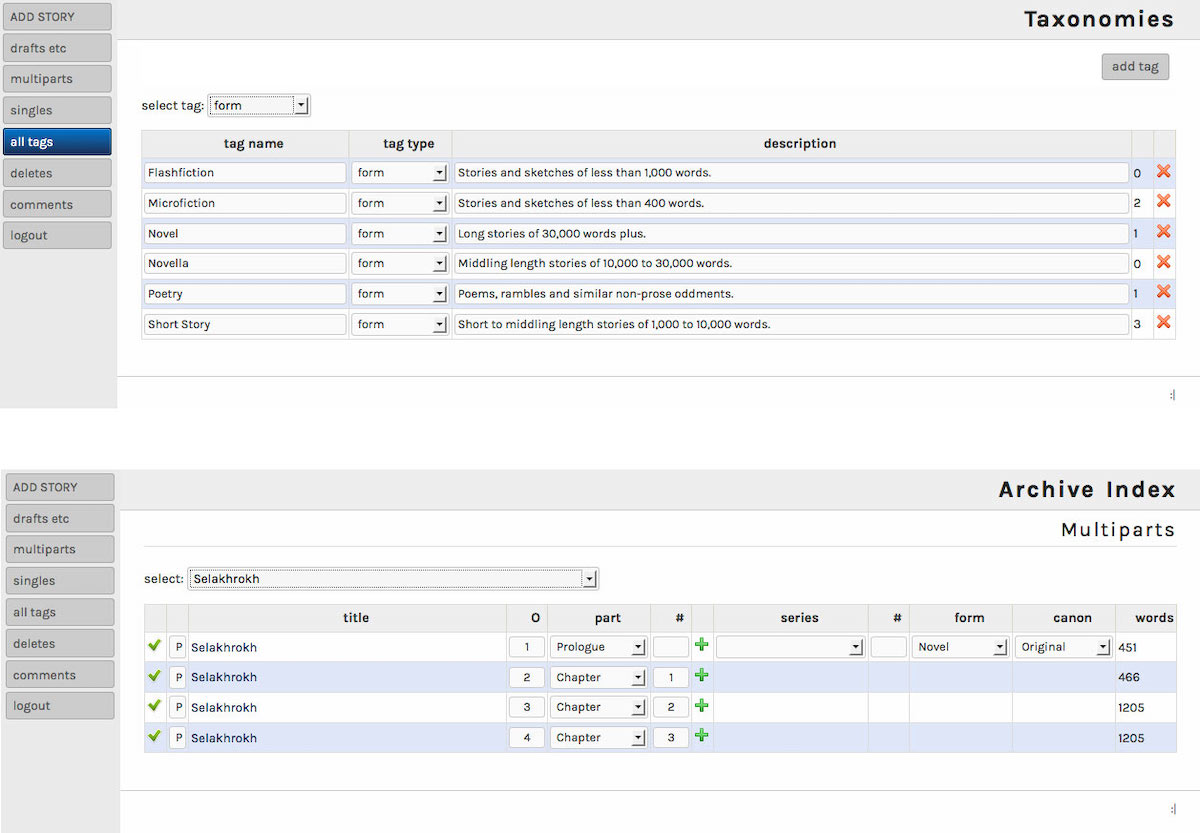 ADD STORY
Taxonomies
drafts etc
add tag
multiparts
singles
select tag: form
all tags
tag name tag type description
deletes
Flashfiction form Stories and sketches of less than 1,000 words. 0
comments
Microfiction form Stories and sketches of less than 400 words. 2
logout
Novel form Long stories of 30,000 words plus. 1
Novella form Middling length stories of 10,000 to 30,000 words. 0
Poetry form Poems, rambles and similar non-prose oddments. 1
Short Story form Short to middling length stories of 1,000 to 10,000 words. 3
:|
ADD STORY
Archive Index
drafts etc
Multiparts
multiparts
singles
select: Selakhrokh
all tags
title O part # series # form canon words
deletes
P Selakhrokh 1 Prologue Novel Original 451
comments
P Selakhrokh 2 Chapter 1 466
logout
P Selakhrokh 3 Chapter 2 1205
P Selakhrokh 4 Chapter 3 1205
:|